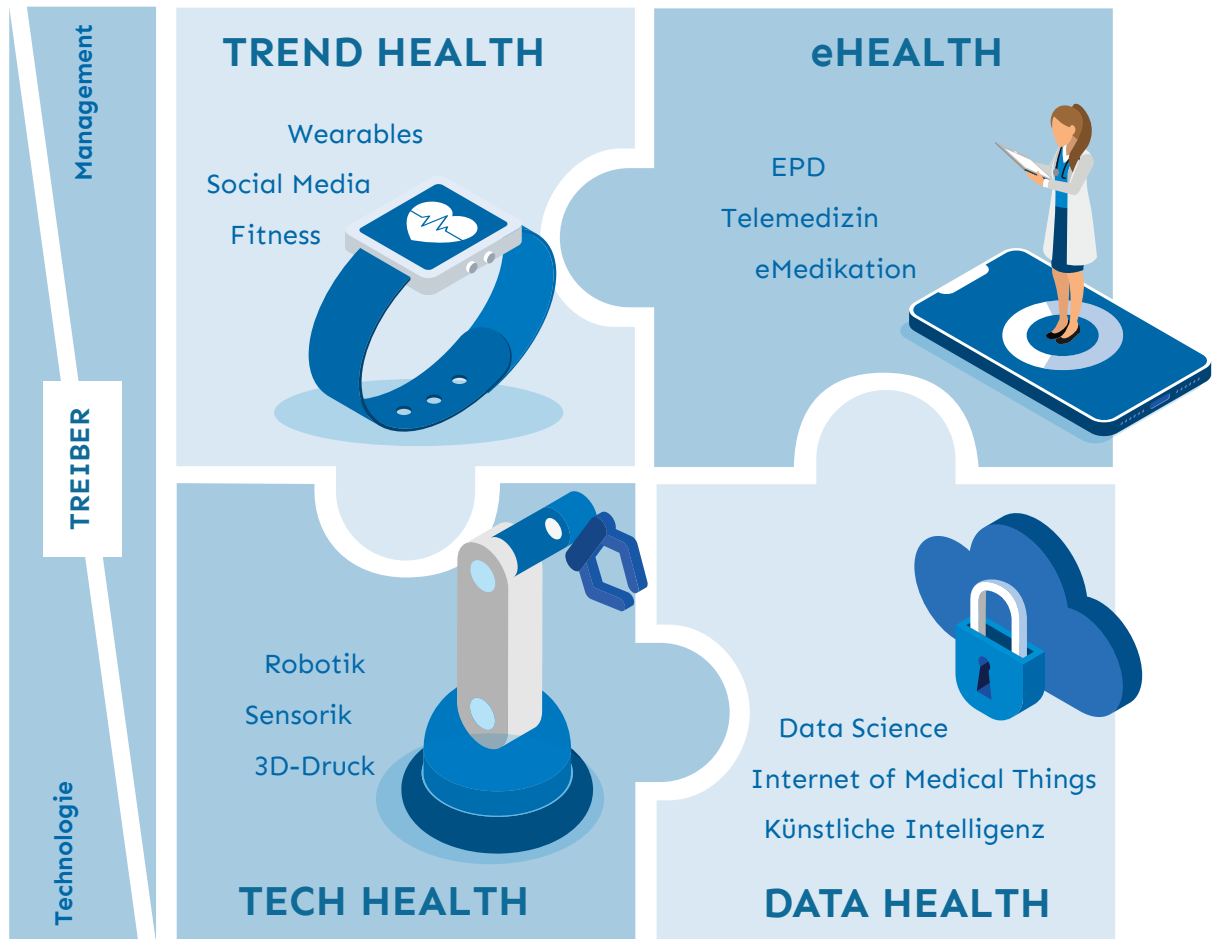 Management
TREIBER
Technologie
TREND HEALTH
Wearables
Social Media
Fitness
eHEALTH
EPD
Telemedizin
eMedikation
Robotik
Sensorik
3D-Druck
TECH HEALTH
Data Science
Internet of Medical Things
Künstliche Intelligenz
DATA HEALTH